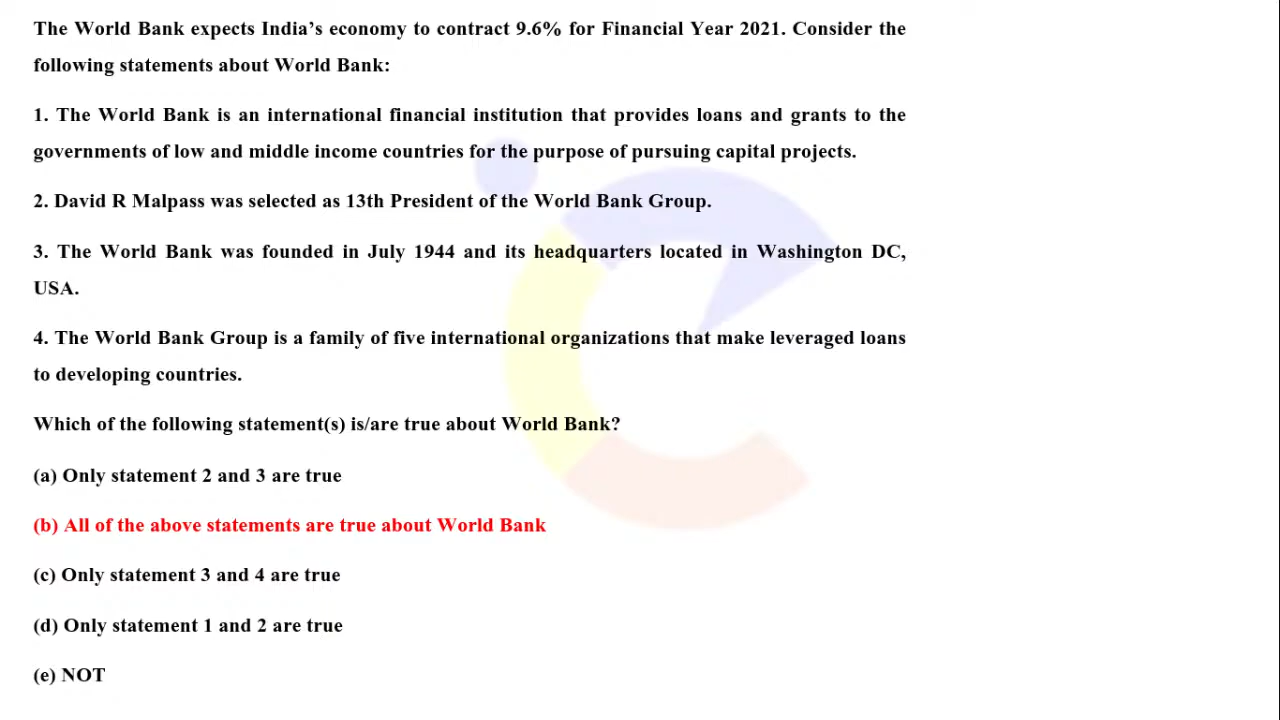 The World Bank expects India’s economy to contract 9.6% for Financial Year 2021. Consider the
following statements about World Bank:
1. The World Bank is an international financial institution that provides loans and grants to the
governments of low and middle income countries for the purpose of pursuing capital projects.
2. David R Malpass was selected as 13th President of the World Bank Group.
3. The World Bank was founded in July 1944 and its headquarters located in Washington DC,
USA.
4. The World Bank Group is a family of five international organizations that make leveraged loans
to developing countries.
Which of the following statement(s) is/are true about World Bank?
(a) Only statement 2 and 3 are true
(b) All of the above statements are true about World Bank
(c) Only statement 3 and 4 are true
(d) Only statement 1 and 2 are true
(e) NOT